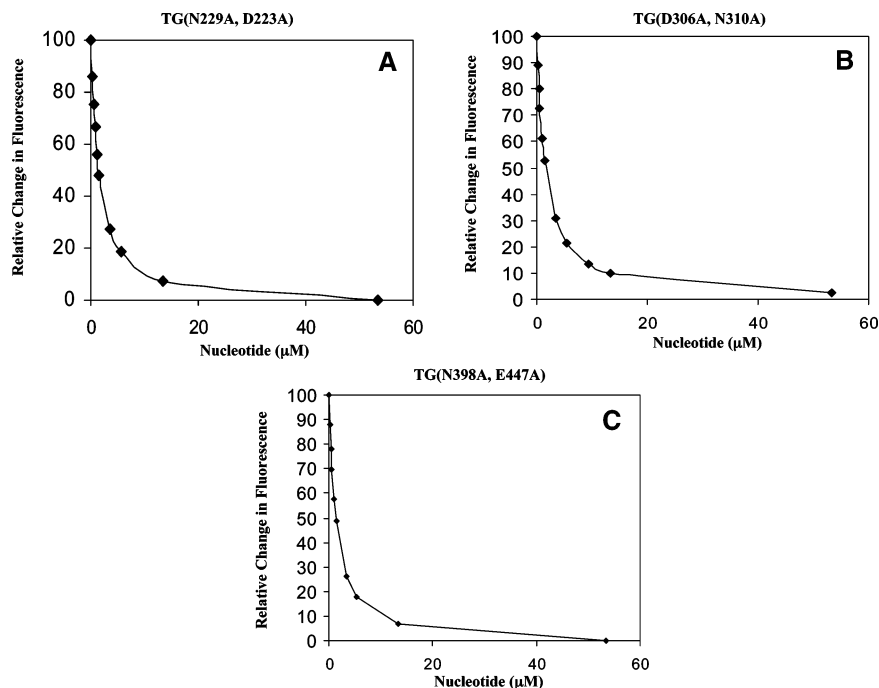 TG(N229A, D223A)
A
Relative Change in Fluorescence
100
80
60
40
20
0
0 20 40 60
Nucleotide (μM)
TG(D306A, N310A)
B
Relative Change in Fluorescence
100
90
80
70
60
50
40
30
20
10
0
0 20 40 60
Nucleotide (μM)
TG(N398A, E447A)
C
Relative Change in Fluorescence
100
90
80
70
60
50
40
30
20
10
0
0 20 40 60
Nucleotide (μM)